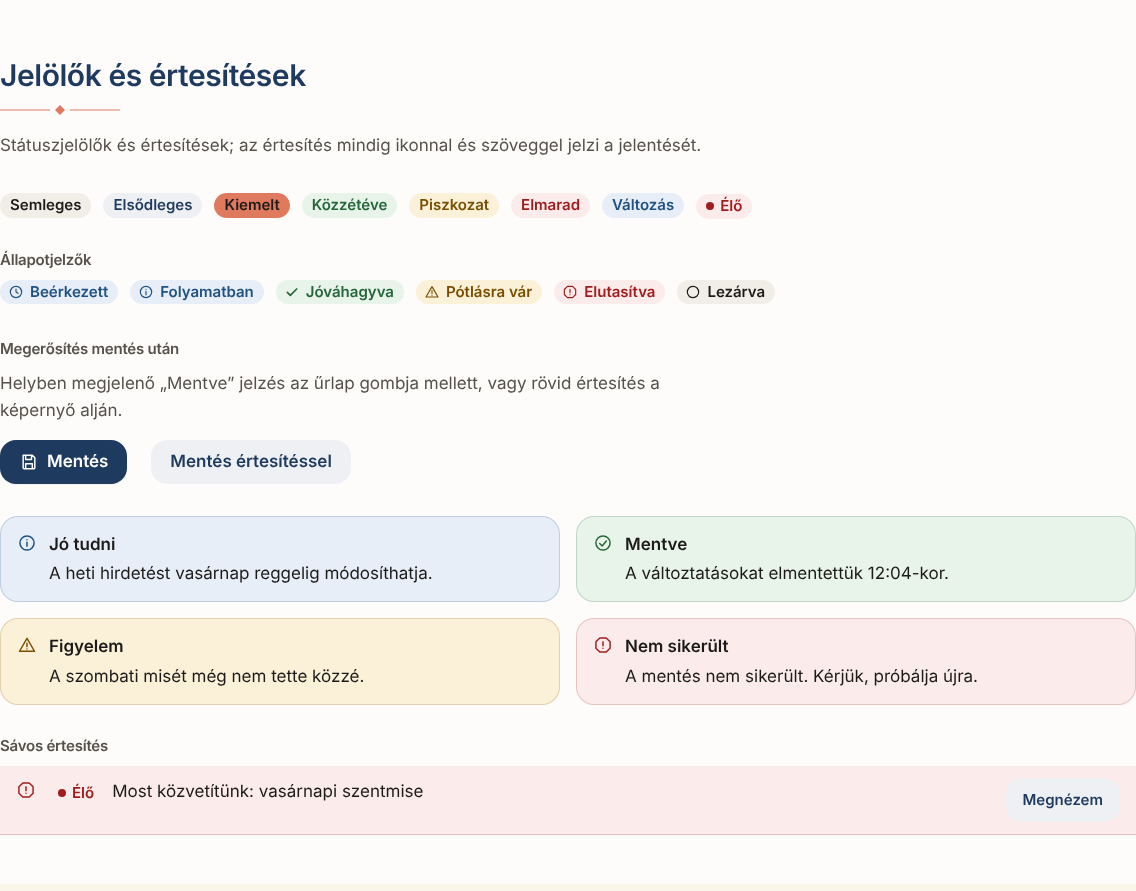 Jelölők és értesítések
Státuszjelölők és értesítések; az értesítés mindig ikonnal és szöveggel jelzi a jelentését.
Semleges Elsődleges Kiemelt Közzétéve Piszkozat Elmarad Változás Élő
Állapotjelzők
Beérkezett Folyamatban Jóváhagyva Pótlásra vár Elutasítva Lezárva
Megerősítés mentés után
Helyben megjelenő „Mentve” jelzés az űrlap gombja mellett, vagy rövid értesítés a
képernyő alján.
Mentés Mentés értesítéssel
Jó tudni
A heti hirdetést vasárnap reggelig módosíthatja.
Mentve
A változtatásokat elmentettük 12:04-kor.
Figyelem
A szombati misét még nem tette közzé.
Nem sikerült
A mentés nem sikerült. Kérjük, próbálja újra.
Sávos értesítés
Élő Most közvetítünk: vasárnapi szentmise Megnézem